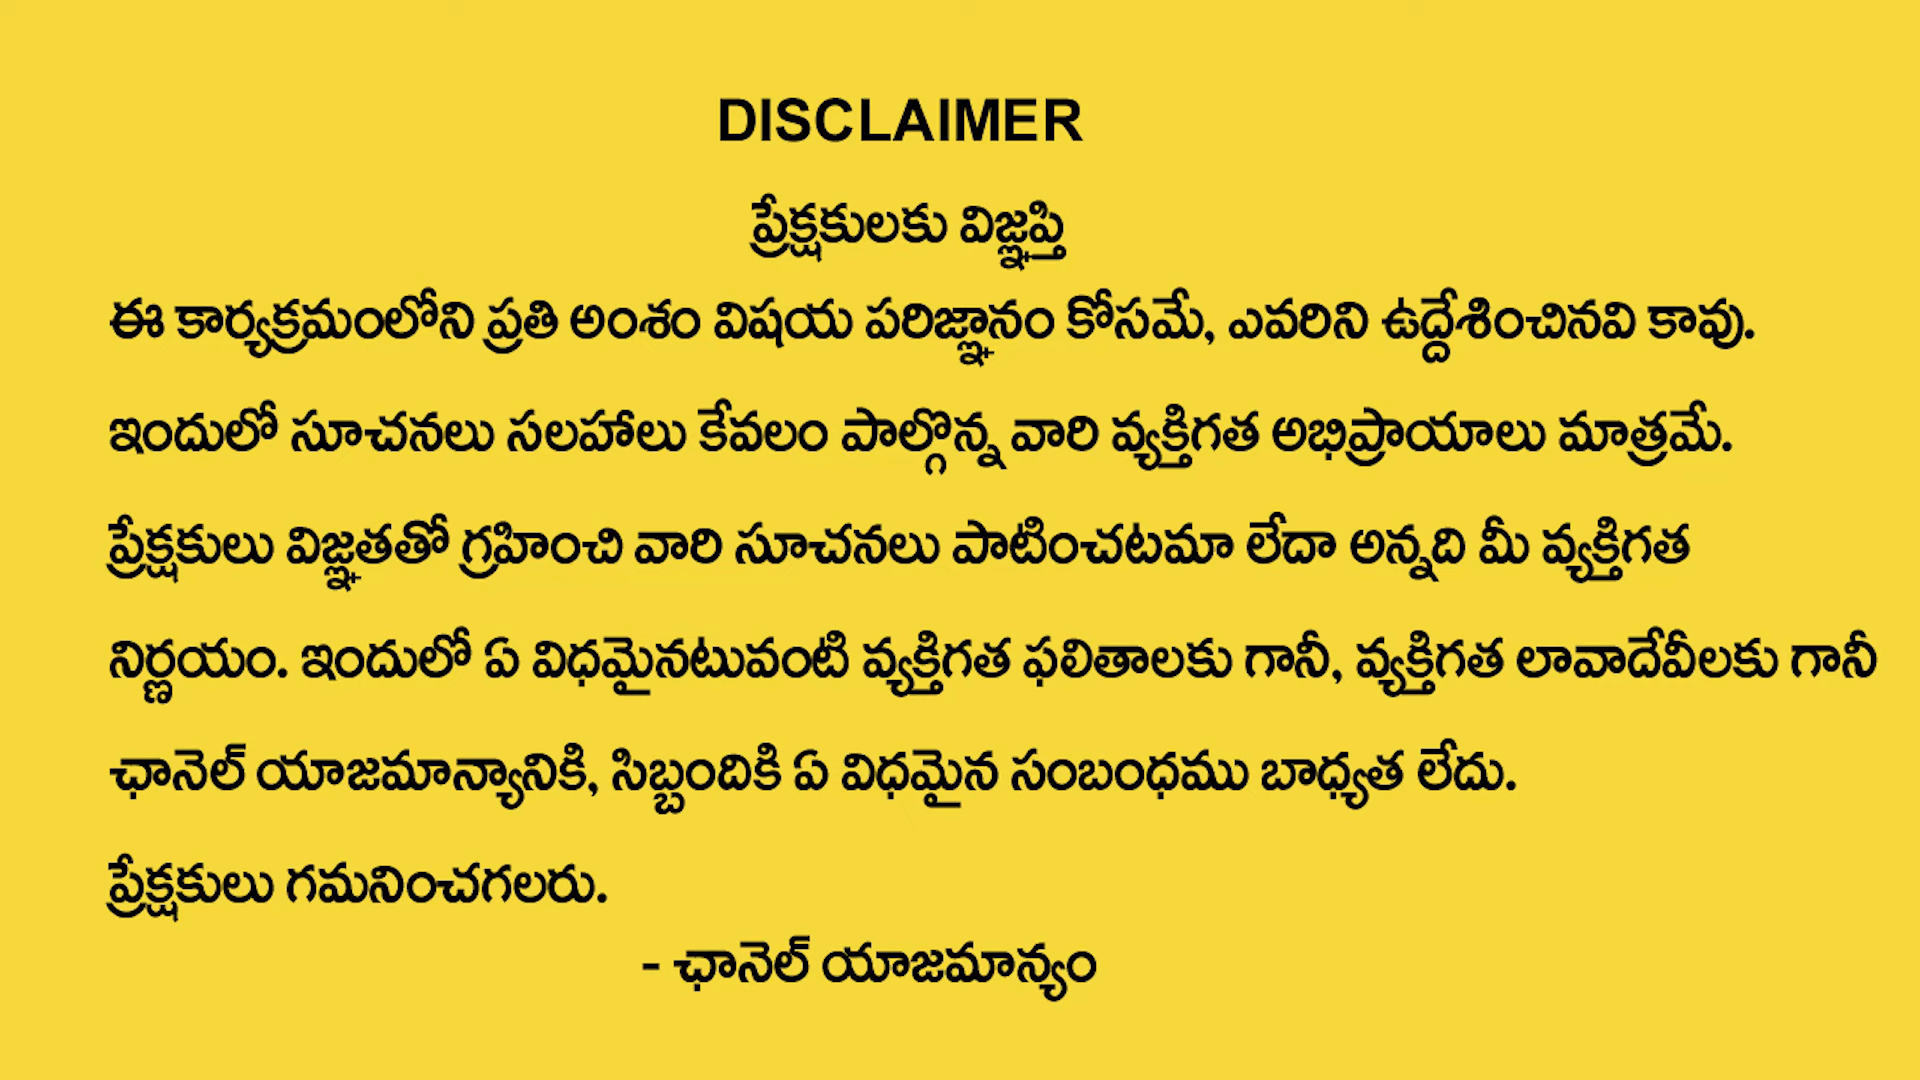 DISCLAIMER
ప్రేక్షకులకు విజ్ఞప్తి
ఈ కార్యక్రమంలోని ప్రతి అంశం విషయ పరిజ్ఞానం కోసమే, ఎవరిని ఉద్దేశించినవి కావు.
ఇందులో సూచనలు సలహాలు కేవలం పాల్గొన్న వారి వ్యక్తిగత అభిప్రాయాలు మాత్రమే.
ప్రేక్షకులు విజ్ఞతతో గ్రహించి వారి సూచనలు పాటించటమా లేదా అన్నది మీ వ్యక్తిగత
నిర్ణయం. ఇందులో ఏ విధమైనటువంటి వ్యక్తిగత ఫలితాలకు గానీ, వ్యక్తిగత లావాదేవీలకు గానీ
ఛానెల్ యాజమాన్యానికి, సిబ్బందికి ఏ విధమైన సంబంధము బాధ్యత లేదు.
ప్రేక్షకులు గమనించగలరు.
- ఛానెల్ యాజమాన్యం